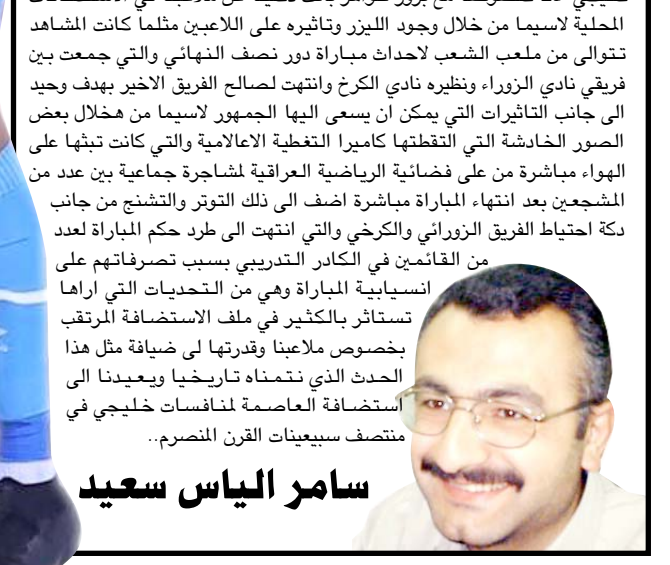 المحلية لاسيما من خلال وجود الليزر وتاثيره على اللاعبين مثلما كانت المشاهد
تتوالى من ملعب الشعب لاحداث مباراة دور نصف النهائي والتي جمعت بين
فريقي نادي الزوراء ونظيره نادي الكرخ وانتهت لصالح الفريق الاخير بهدف وحيد
الى جانب التاثيرات التي يمكن ان يسعى اليها الجمهور لاسيما من هخلال بعض
الصور الخادشة التي التقطتها كاميرا التغطية الاعالامية والتي كانت تبثها على
الهواء مباشرة من على فضائية الرياضية العراقية لمشاجرة جماعية بين عدد من
المشجعين بعد انتهاء المباراة مباشرة اضف الى ذلك التوتر والتشنج من جانب
دكة احتياط الفريق الزورائي والكرخي والتي انتهت الى طرد حكم المباراة لعدد
من القائمين في الكادر التدريبي بسبب تصرفاتهم على
انسيابية المباراة وهي من التحديات التي اراها
تستاثر بالكثير في ملف الاستضافة المرتقب
بخصوص ملاعبنا وقدرتها لى ضيافة مثل هذا
الحدث الذي نتمناه تاريخيا ويعيدنا الى
استضافة العاصمة لمنافسات خليجي في
منتصف سبيعينات القرن المنصرم..
سامر الياس سعيد